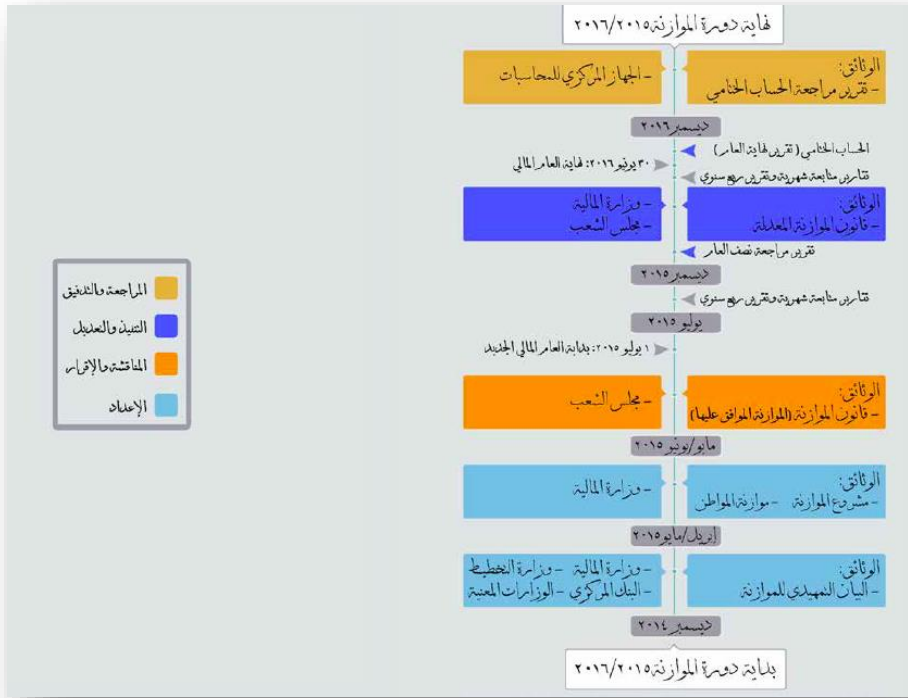 نهاية دورة الموازنة ٢٠١٦/٢٠١٥
الوثائق:
- تقرير مراجعة الحساب الختامي
- الجهاز المركزي للمحاسبات
ديسمبر ٢٠١٦
الحساب الختامي (تقرير نهاية العام)
٣٠ يونيو ٢٠١٦: نهاية العام المالي
تقارير متابعة شهرية وتقرير ربع سنوي
الوثائق:
- قانون الموازنة المعدلة
- وزارة المالية
- مجلس الشعب
تقرير مراجعة نصف العام
ديسمبر ٢٠١٥
تقارير متابعة شهرية وتقرير ربع سنوي
يوليو ٢٠١٥
١ يوليو ٢٠١٥: بداية العام المالي الجديد
الوثائق:
- قانون الموازنة (الموازنة الموافق عليها)
- مجلس الشعب
مايو/يونيو ٢٠١٥
الوثائق:
- مشروع الموازنة - موازنة المواطن
- وزارة المالية
إبريل/مايو ٢٠١٥
الوثائق:
- البيان التمهيدي للموازنة
- وزارة المالية - وزارة التخطيط
- البنك المركزي - الوزارات المعنية
ديسمبر ٢٠١٤
بداية دورة الموازنة ٢٠١٦/٢٠١٥
المراجعة والتدقيق
التنفيذ والتعديل
المناقشة والإقرار
الإعداد